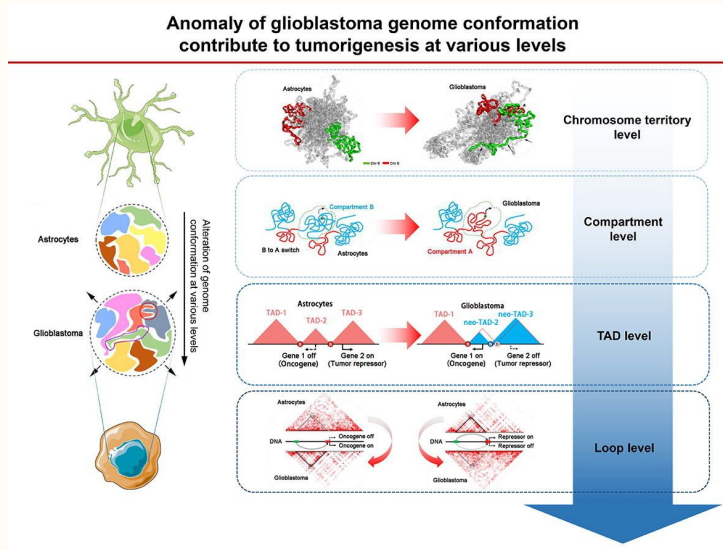 Anomaly of glioblastoma genome conformation
contribute to tumorigenesis at various levels
Astrocytes
Glioblastoma
Alteration of genome
conformation at various levels
Astrocytes
Glioblastoma
Chromosome territory
level
Compartment B
B to A switch
Astrocytes
Glioblastoma
Compartment A
Compartment
level
Astrocytes
TAD-1
TAD-2
TAD-3
Gene 1 off
(Oncogene)
Gene 2 on
(Tumor repressor)
Glioblastoma
TAD-1
neo-TAD-2
neo-TAD-3
Gene 1 on
(Oncogene)
Gene 2 off
(Tumor repressor)
TAD level
Astrocytes
DNA
Oncogene off
Oncogene on
Glioblastoma
Astrocytes
DNA
Repressor on
Repressor off
Glioblastoma
Loop level